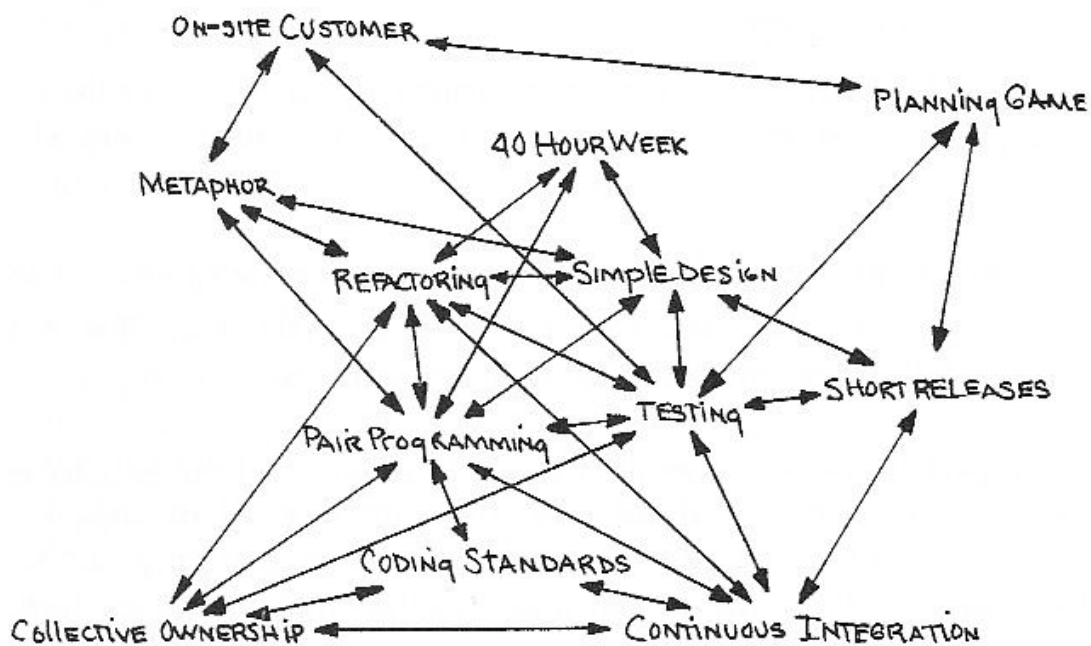 ON-SITE CUSTOMER
PLANNING GAME
40 HOUR WEEK
METAPHOR
REFACTORING
SIMPLE DESIGN
SHORT RELEASES
TESTING
PAIR PROGRAMMING
CODING STANDARDS
COLLECTIVE OWNERSHIP
CONTINUOUS INTEGRATION